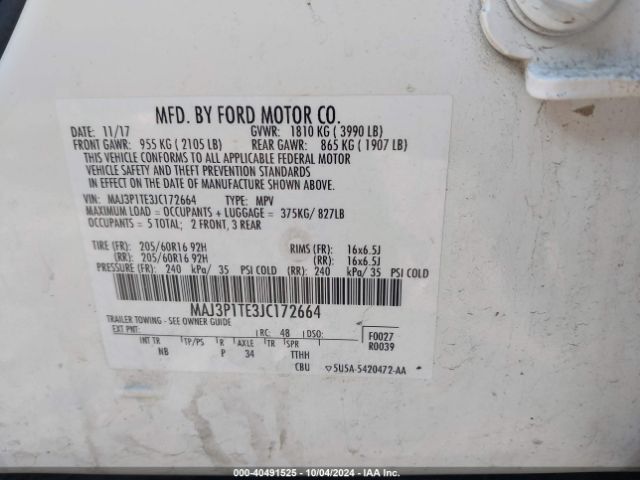 MFD. BY FORD MOTOR CO.
DATE: 11/17 GVWR: 1810 KG ( 3990 LB)
FRONT GAWR: 955 KG ( 2105 LB) REAR GAWR: 865 KG ( 1907 LB)
THIS VEHICLE CONFORMS TO ALL APPLICABLE FEDERAL MOTOR
VEHICLE SAFETY AND THEFT PREVENTION STANDARDS
IN EFFECT ON THE DATE OF MANUFACTURE SHOWN ABOVE.
VIN: MAJ3P1TE3JC172664 TYPE: MPV
MAXIMUM LOAD = OCCUPANTS + LUGGAGE = 375KG/ 827LB
OCCUPANTS = 5 TOTAL; 2 FRONT, 3 REAR
TIRE (FR): 205/60R16 92H RIMS (FR): 16x6.5J
(RR): 205/60R16 92H (RR): 16x6.5J
PRESSURE (FR): 240 kPa/ 35 PSI COLD (RR): 240 kPa/ 35 PSI COLD
MAJ3P1TE3JC172664
TRAILER TOWING - SEE OWNER GUIDE
EXT PNT: RC: 48 DSO: F0027
INT TR TP/PS R AXLE TR SPR R0039
NB P 34 TTHH
CBU ▽5U5A-5420472-AA
000-40491525 - 10/04/2024 - IAA Inc.